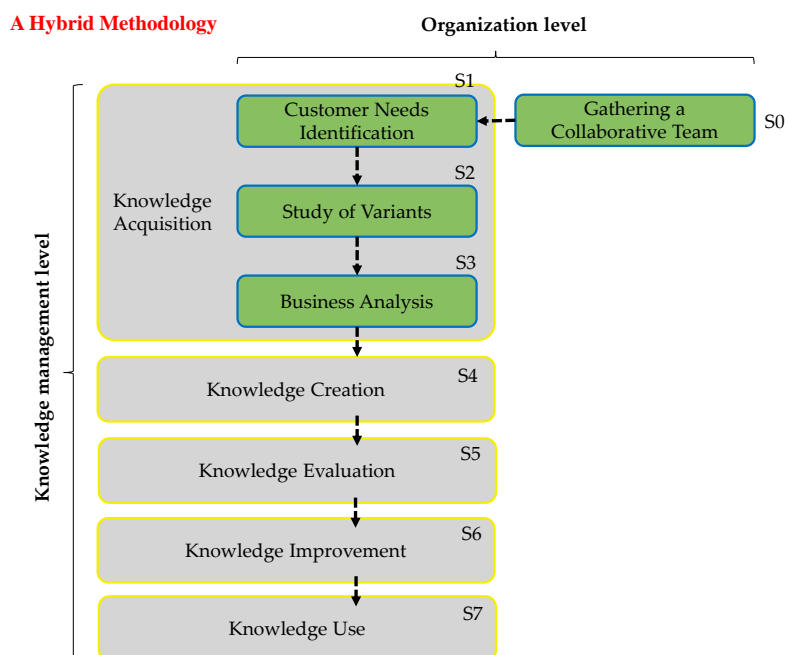 A Hybrid Methodology
Organization level
S1
Customer Needs
Identification
Gathering a
Collaborative Team
S0
S2
Knowledge
Acquisition
Study of Variants
S3
Business Analysis
Knowledge management level
S4
Knowledge Creation
S5
Knowledge Evaluation
S6
Knowledge Improvement
S7
Knowledge Use